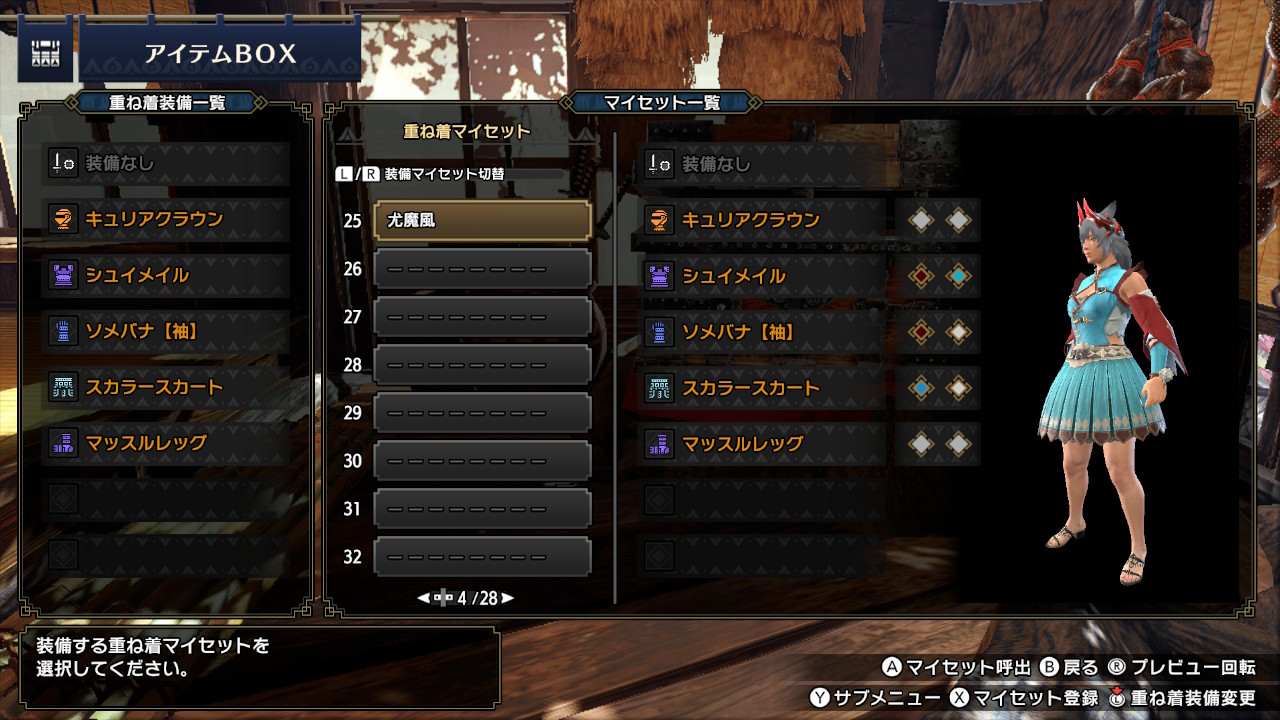 アイテムBOX
重ね着装備一覧
装備なし
キュリアクラウン
シュイメイル
ソメバナ【袖】
スカラースカート
マッスルレッグ
マイセット一覧
重ね着マイセット
L/R 装備マイセット切替
25 尤魔風
26 ーーーーーーーー
27 ーーーーーーーー
28 ーーーーーーーー
29 ーーーーーーーー
30 ーーーーーーーー
31 ーーーーーーーー
32 ーーーーーーーー
4/28
装備なし
キュリアクラウン
シュイメイル
ソメバナ【袖】
スカラースカート
マッスルレッグ
装備する重ね着マイセットを
選択してください。
Aマイセット呼出 B戻る Rプレビュー回転
Yサブメニュー Xマイセット登録 L重ね着装備変更